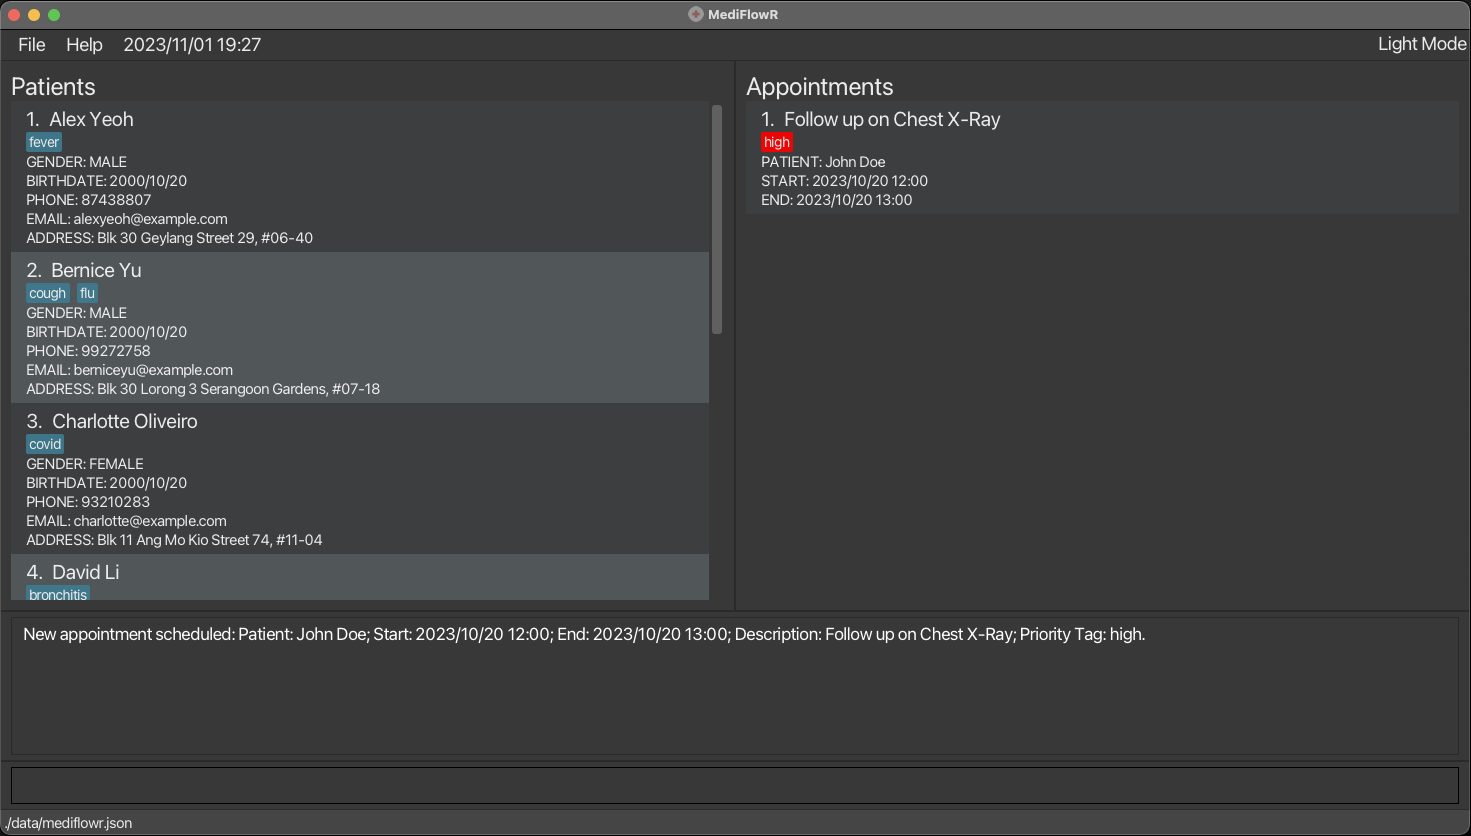 MediFlowR
File Help 2023/11/01 19:27 Light Mode
Patients
1. Alex Yeoh
fever
GENDER: MALE
BIRTHDATE: 2000/10/20
PHONE: 87438807
EMAIL: alexyeoh@example.com
ADDRESS: Blk 30 Geylang Street 29, #06-40
2. Bernice Yu
cough flu
GENDER: MALE
BIRTHDATE: 2000/10/20
PHONE: 99272758
EMAIL: berniceyu@example.com
ADDRESS: Blk 30 Lorong 3 Serangoon Gardens, #07-18
3. Charlotte Oliveiro
covid
GENDER: FEMALE
BIRTHDATE: 2000/10/20
PHONE: 93210283
EMAIL: charlotte@example.com
ADDRESS: Blk 11 Ang Mo Kio Street 74, #11-04
4. David Li
bronchitis
Appointments
1. Follow up on Chest X-Ray
high
PATIENT: John Doe
START: 2023/10/20 12:00
END: 2023/10/20 13:00
New appointment scheduled: Patient: John Doe; Start: 2023/10/20 12:00; End: 2023/10/20 13:00; Description: Follow up on Chest X-Ray; Priority Tag: high.
./data/mediflowr.json